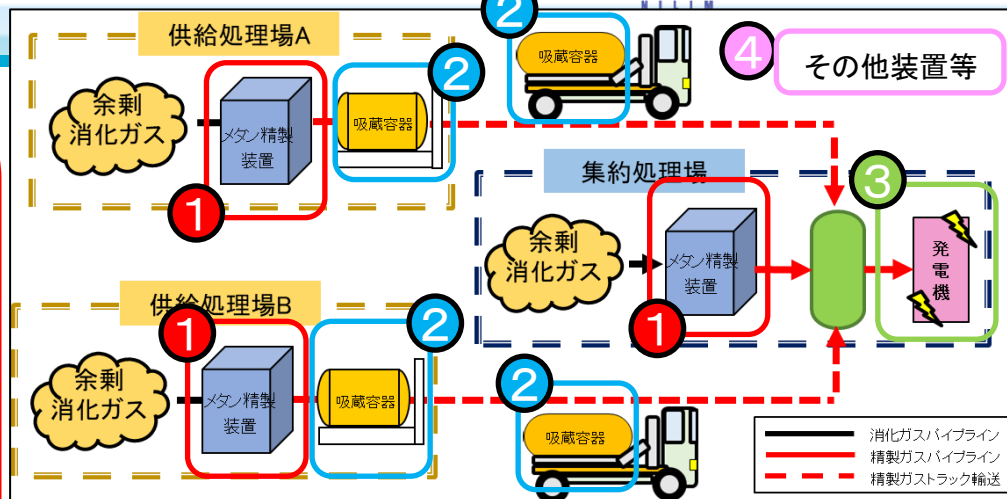 NILIM
供給処理場A
余剰
消化ガス
メタン精製
装置
①
吸蔵容器
②
②
吸蔵容器
④
その他装置等
集約処理場
余剰
消化ガス
メタン精製
装置
①
③
発電機
供給処理場B
余剰
消化ガス
①
メタン精製
装置
②
吸蔵容器
②
吸蔵容器
消化ガスパイプライン
精製ガスパイプライン
精製ガストラック輸送